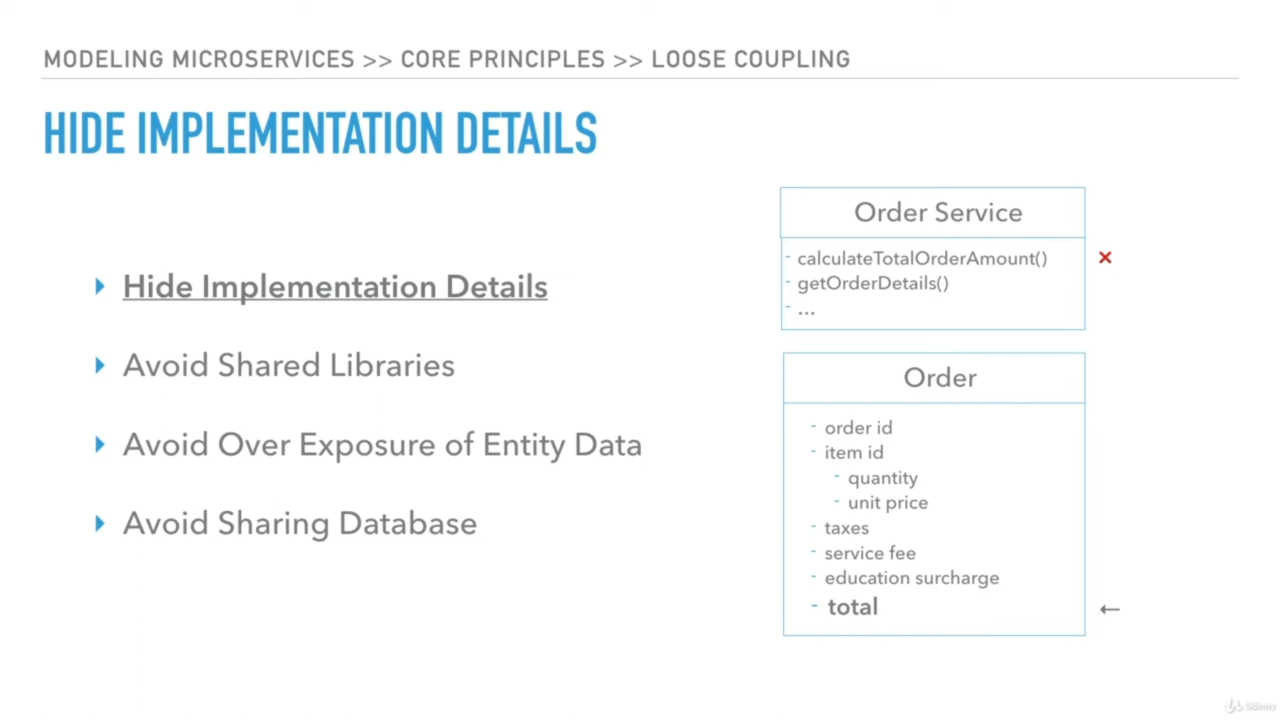 MODELING MICROSERVICES >> CORE PRINCIPLES >> LOOSE COUPLING
HIDE IMPLEMENTATION DETAILS
Hide Implementation Details
Avoid Shared Libraries
Avoid Over Exposure of Entity Data
Avoid Sharing Database
Order Service
- calculateTotalOrderAmount() ×
- getOrderDetails()
- ...
Order
- order id
- item id
- quantity
- unit price
- taxes
- service fee
- education surcharge
- total ←
Udemy